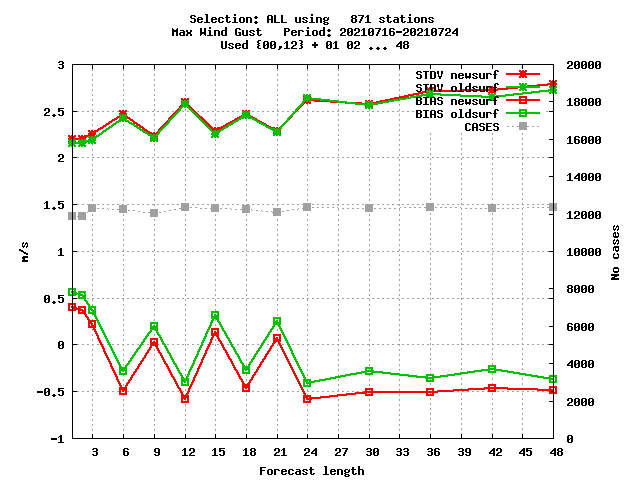 Selection: ALL using   871 stations
Max Wind Gust   Period: 20210716-20210724
Used {00,12} + 01 02 ... 48
STDV newsurf
STDV oldsurf
BIAS newsurf
BIAS oldsurf
CASES
3
2.5
2
1.5
1
0.5
0
-0.5
-1
m/s
20000
18000
16000
14000
12000
10000
8000
6000
4000
2000
0
No cases
3 6 9 12 15 18 21 24 27 30 33 36 39 42 45 48
Forecast length